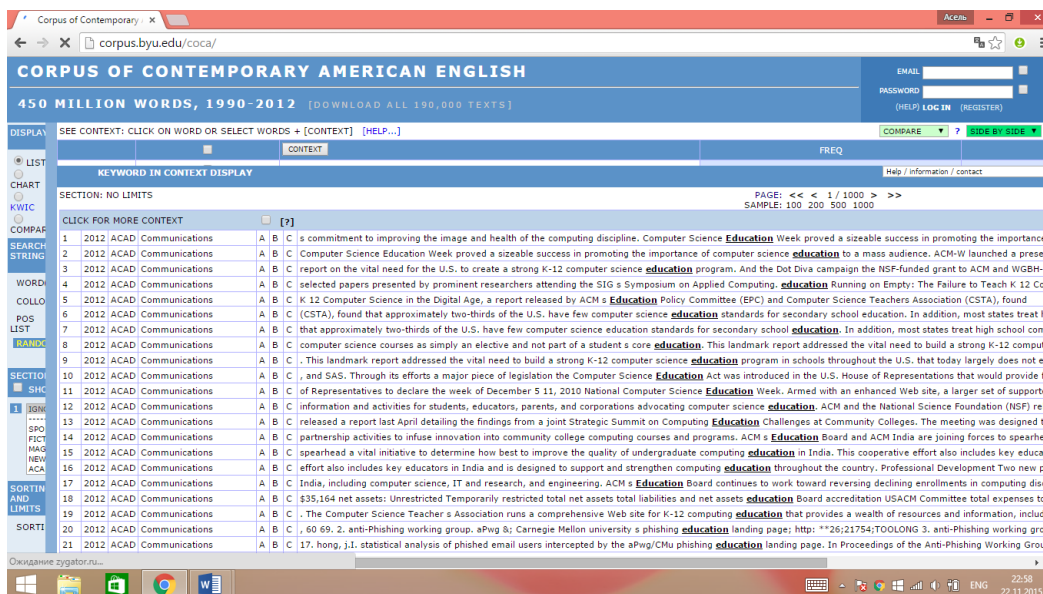 Corpus of Contemporary A
Асель
corpus.byu.edu/coca/
CORPUS OF CONTEMPORARY AMERICAN ENGLISH
450 MILLION WORDS, 1990-2012 [DOWNLOAD ALL 190,000 TEXTS]
EMAIL
PASSWORD
(HELP) LOG IN (REGISTER)
DISPLAY
SEE CONTEXT: CLICK ON WORD OR SELECT WORDS + [CONTEXT] [HELP...]
COMPARE ? SIDE BY SIDE
CONTEXT FREQ
LIST
CHART
KWIC
COMPAR
SEARCH
STRING
WORD
COLLO
POS
LIST
RANDO
SECTIO
SHO
1 IGNO
SPO
FICT
MAG
NEW
ACA
SORTIN
AND
LIMITS
SORTI
KEYWORD IN CONTEXT DISPLAY
Help / information / contact
SECTION: NO LIMITS
PAGE: << < 1 / 1000 > >>
SAMPLE: 100 200 500 1000
CLICK FOR MORE CONTEXT [?]
1 2012 ACAD Communications A B C s commitment to improving the image and health of the computing discipline. Computer Science Education Week proved a sizeable success in promoting the importance
2 2012 ACAD Communications A B C Computer Science Education Week proved a sizeable success in promoting the importance of computer science education to a mass audience. ACM-W launched a prese
3 2012 ACAD Communications A B C report on the vital need for the U.S. to create a strong K-12 computer science education program. And the Dot Diva campaign the NSF-funded grant to ACM and WGBH-
4 2012 ACAD Communications A B C selected papers presented by prominent researchers attending the SIG s Symposium on Applied Computing. education Running on Empty: The Failure to Teach K 12 Co
5 2012 ACAD Communications A B C K 12 Computer Science in the Digital Age, a report released by ACM s Education Policy Committee (EPC) and Computer Science Teachers Association (CSTA), found
6 2012 ACAD Communications A B C (CSTA), found that approximately two-thirds of the U.S. have few computer science education standards for secondary school education. In addition, most states treat h
7 2012 ACAD Communications A B C that approximately two-thirds of the U.S. have few computer science education standards for secondary school education. In addition, most states treat high school com
8 2012 ACAD Communications A B C computer science courses as simply an elective and not part of a student s core education. This landmark report addressed the vital need to build a strong K-12 comput
9 2012 ACAD Communications A B C . This landmark report addressed the vital need to build a strong K-12 computer science education program in schools throughout the U.S. that today largely does not e
10 2012 ACAD Communications A B C , and SAS. Through its efforts a major piece of legislation the Computer Science Education Act was introduced in the U.S. House of Representatives that would provide f
11 2012 ACAD Communications A B C of Representatives to declare the week of December 5 11, 2010 National Computer Science Education Week. Armed with an enhanced Web site, a larger set of supporte
12 2012 ACAD Communications A B C information and activities for students, educators, parents, and corporations advocating computer science education. ACM and the National Science Foundation (NSF) re
13 2012 ACAD Communications A B C released a report last April detailing the findings from a joint Strategic Summit on Computing Education Challenges at Community Colleges. The meeting was designed t
14 2012 ACAD Communications A B C partnership activities to infuse innovation into community college computing courses and programs. ACM s Education Board and ACM India are joining forces to spearhe
15 2012 ACAD Communications A B C spearhead a vital initiative to determine how best to improve the quality of undergraduate computing education in India. This cooperative effort also includes key educa
16 2012 ACAD Communications A B C effort also includes key educators in India and is designed to support and strengthen computing education throughout the country. Professional Development Two new p
17 2012 ACAD Communications A B C India, including computer science, IT and research, and engineering. ACM s Education Board continues to work toward reversing declining enrollments in computing disc
18 2012 ACAD Communications A B C $35,164 net assets: Unrestricted Temporarily restricted total net assets total liabilities and net assets education Board accreditation USACM Committee total expenses to
19 2012 ACAD Communications A B C . The Computer Science Teacher s Association runs a comprehensive Web site for K-12 computing education that provides a wealth of resources and information, includ
20 2012 ACAD Communications A B C , 60 69. 2. anti-Phishing working group. aPwg &; Carnegie Mellon university s phishing education landing page; http: **26;21754;TOOLONG 3. anti-Phishing working gro
21 2012 ACAD Communications A B C 17. hong, j.I. statistical analysis of phished email users intercepted by the aPwg/CMu phishing education landing page. In Proceedings of the Anti-Phishing Working Grou
Ожидание zygator.ru...
ENG
22:58
22.11.2015